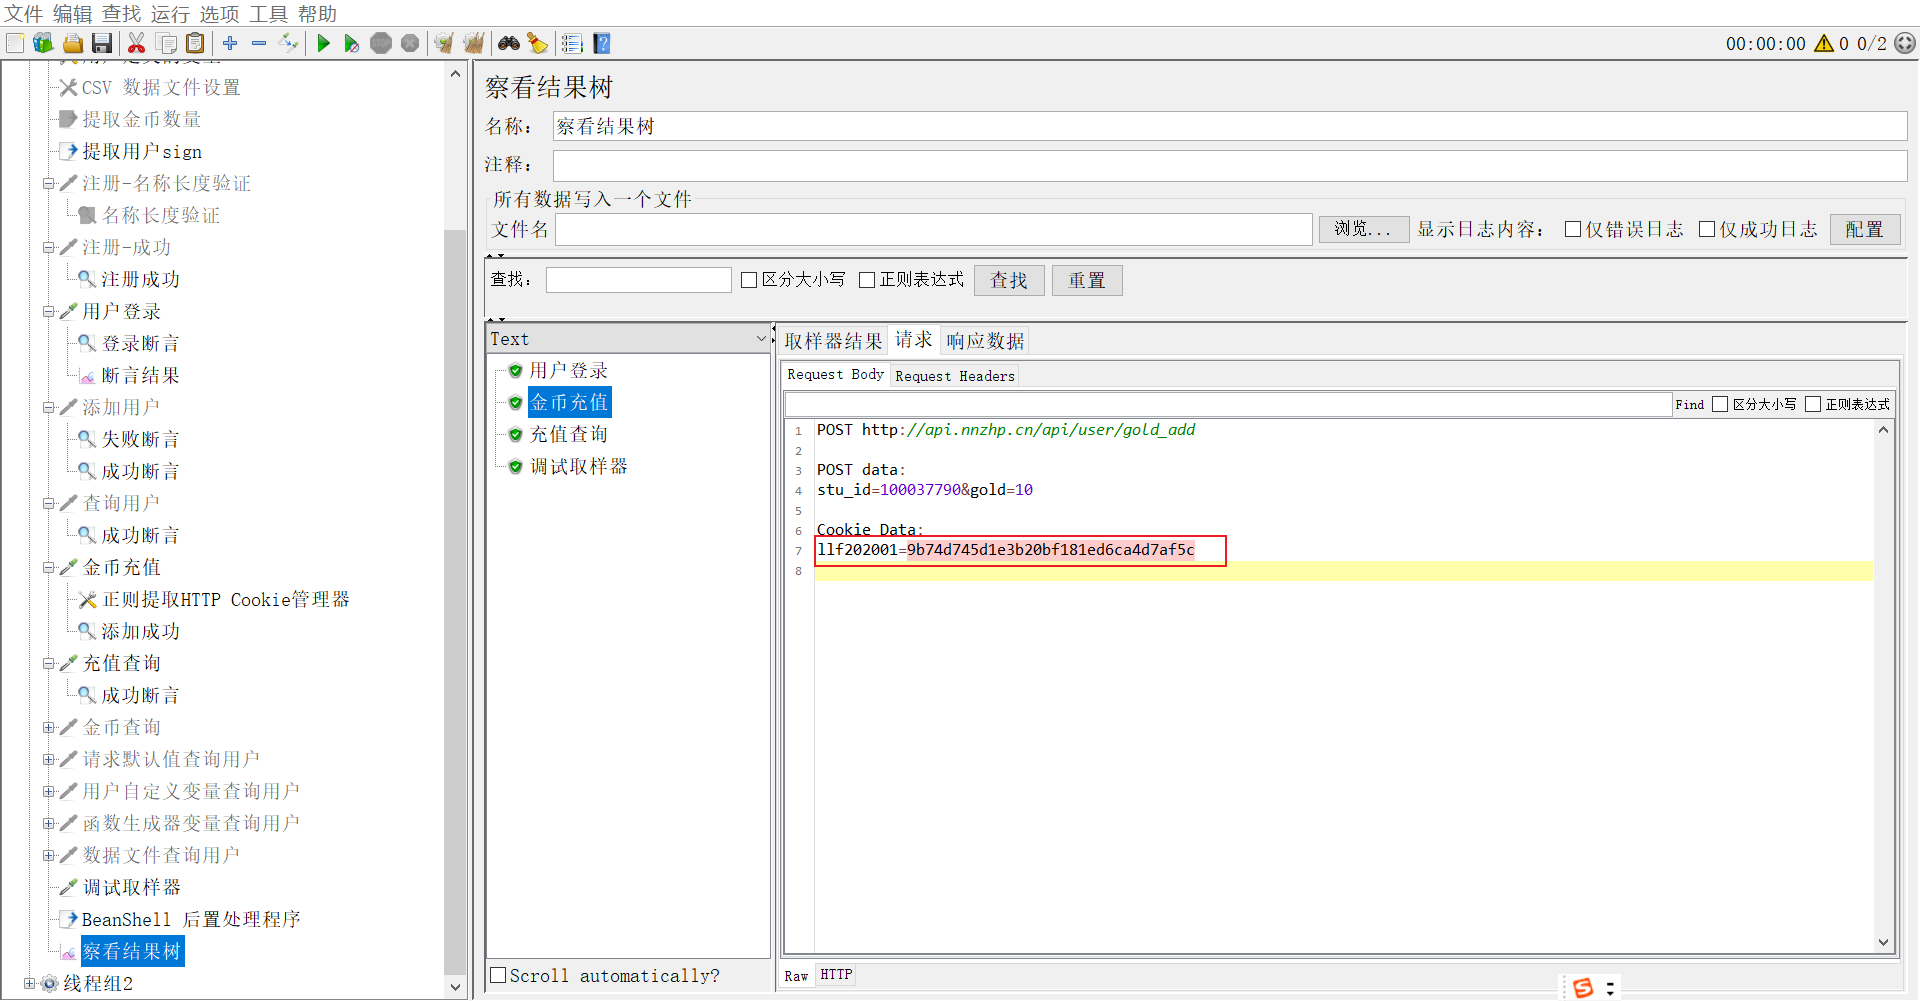 文件 编辑 查找 运行 选项 工具 帮助
00:00:00 0 0/2
CSV 数据文件设置
提取金币数量
提取用户sign
注册-名称长度验证
名称长度验证
注册-成功
注册成功
用户登录
登录断言
断言结果
添加用户
失败断言
成功断言
查询用户
成功断言
金币充值
正则提取HTTP Cookie管理器
添加成功
充值查询
成功断言
金币查询
请求默认值查询用户
用户自定义变量查询用户
函数生成器变量查询用户
数据文件查询用户
调试取样器
BeanShell 后置处理程序
察看结果树
线程组2
察看结果树
名称： 察看结果树
注释：
所有数据写入一个文件
文件名 浏览... 显示日志内容： 仅错误日志 仅成功日志 配置
查找： 区分大小写 正则表达式 查找 重置
Text
用户登录
金币充值
充值查询
调试取样器
Scroll automatically?
取样器结果 请求 响应数据
Request Body Request Headers
Find 区分大小写 正则表达式
1 POST http://api.nnzhp.cn/api/user/gold_add
2
3 POST data:
4 stu_id=100037790&gold=10
5
6 Cookie Data:
7 llf202001=9b74d745d1e3b20bf181ed6ca4d7af5c
8
Raw HTTP